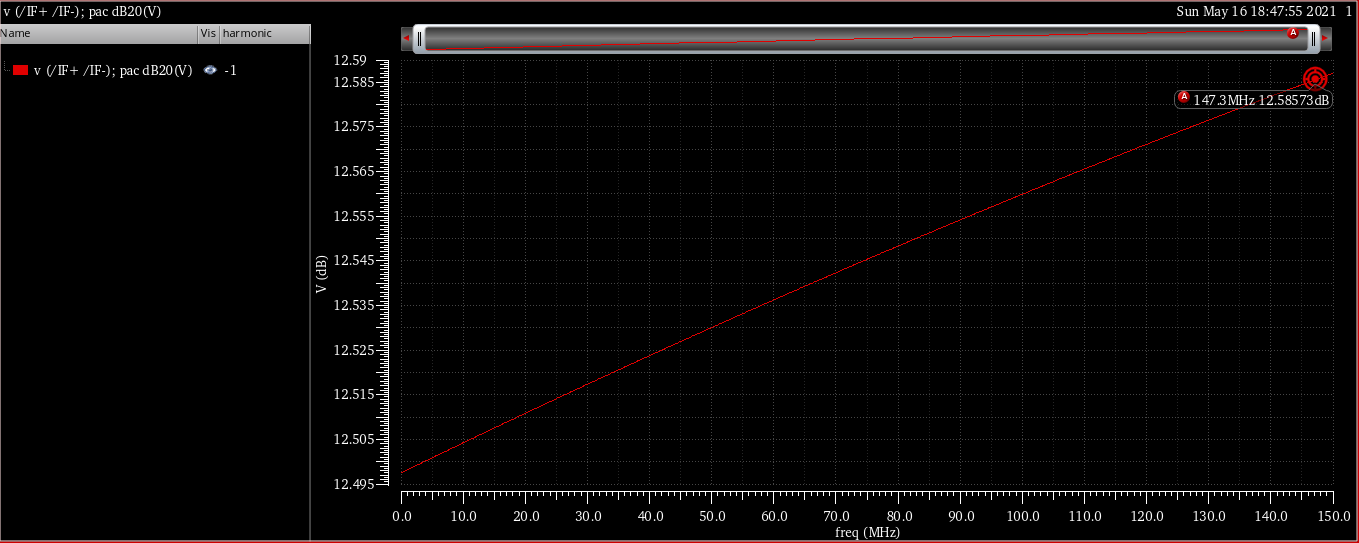 v (/IF+ /IF-); pac dB20(V)
Sun May 16 18:47:55 2021 1
Name Vis harmonic
v (/IF+ /IF-); pac dB20(V) -1
A
12.59
12.585
A 147.3MHz 12.58573dB
12.575
12.565
12.555
12.545
V (dB)
12.535
12.525
12.515
12.505
12.495
0.0 10.0 20.0 30.0 40.0 50.0 60.0 70.0 80.0 90.0 100.0 110.0 120.0 130.0 140.0 150.0
freq (MHz)